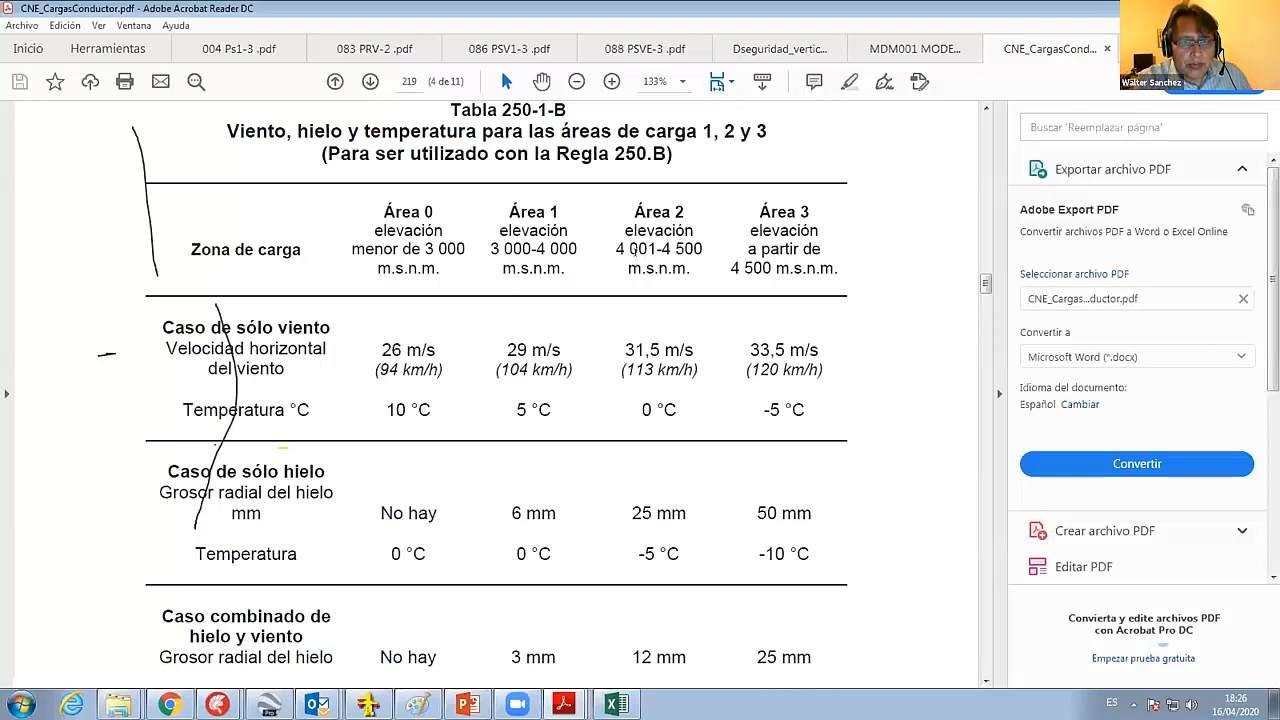 CNE_CargasConductor.pdf - Adobe Acrobat Reader DC
Archivo Edición Ver Ventana Ayuda
Inicio Herramientas 004 Ps1-3 .pdf 083 PRV-2 .pdf 086 PSV1-3 .pdf 088 PSVE-3 .pdf Dseguridad_vertic... MDM001 MODE... CNE_CargasCond... ×
219 (4 de 11) 133%
Walter Sanchez
Tabla 250-1-B
Viento, hielo y temperatura para las áreas de carga 1, 2 y 3
(Para ser utilizado con la Regla 250.B)
Zona de carga
Área 0 elevación menor de 3 000 m.s.n.m.
Área 1 elevación 3 000-4 000 m.s.n.m.
Área 2 elevación 4 001-4 500 m.s.n.m.
Área 3 elevación a partir de 4 500 m.s.n.m.
Caso de sólo viento
Velocidad horizontal del viento
26 m/s 29 m/s 31,5 m/s 33,5 m/s
(94 km/h) (104 km/h) (113 km/h) (120 km/h)
Temperatura °C 10 °C 5 °C 0 °C -5 °C
Caso de sólo hielo
Grosor radial del hielo
mm No hay 6 mm 25 mm 50 mm
Temperatura 0 °C 0 °C -5 °C -10 °C
Caso combinado de
hielo y viento
Grosor radial del hielo No hay 3 mm 12 mm 25 mm
Buscar 'Reemplazar página'
Exportar archivo PDF
Adobe Export PDF
Convertir archivos PDF a Word o Excel Online
Seleccionar archivo PDF
CNE_Cargas...ductor.pdf
Convertir a
Microsoft Word (*.docx)
Idioma del documento:
Español Cambiar
Convertir
Crear archivo PDF
Editar PDF
Convierta y edite archivos PDF
con Acrobat Pro DC
Empezar prueba gratuita
ES
18:26
16/04/2020